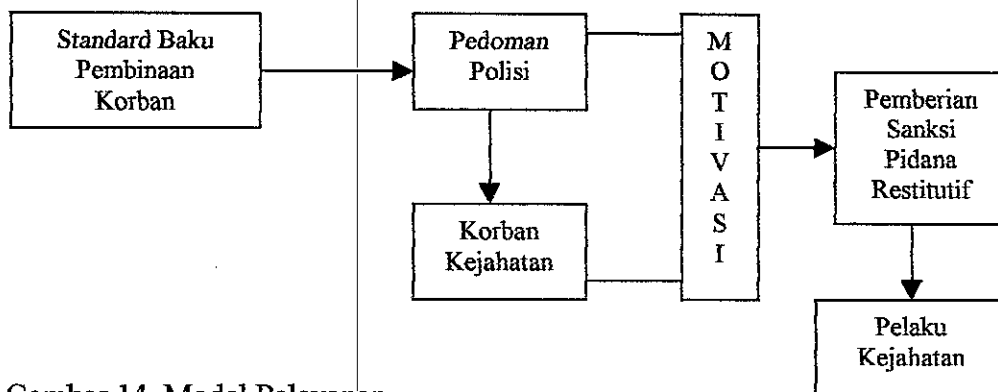 Standard Baku
Pembinaan
Korban
Pedoman
Polisi
Korban
Kejahatan
M
O
T
I
V
A
S
I
Pemberian
Sanksi
Pidana
Restitutif
Pelaku
Kejahatan
Gambar 14. Model Pelayanan